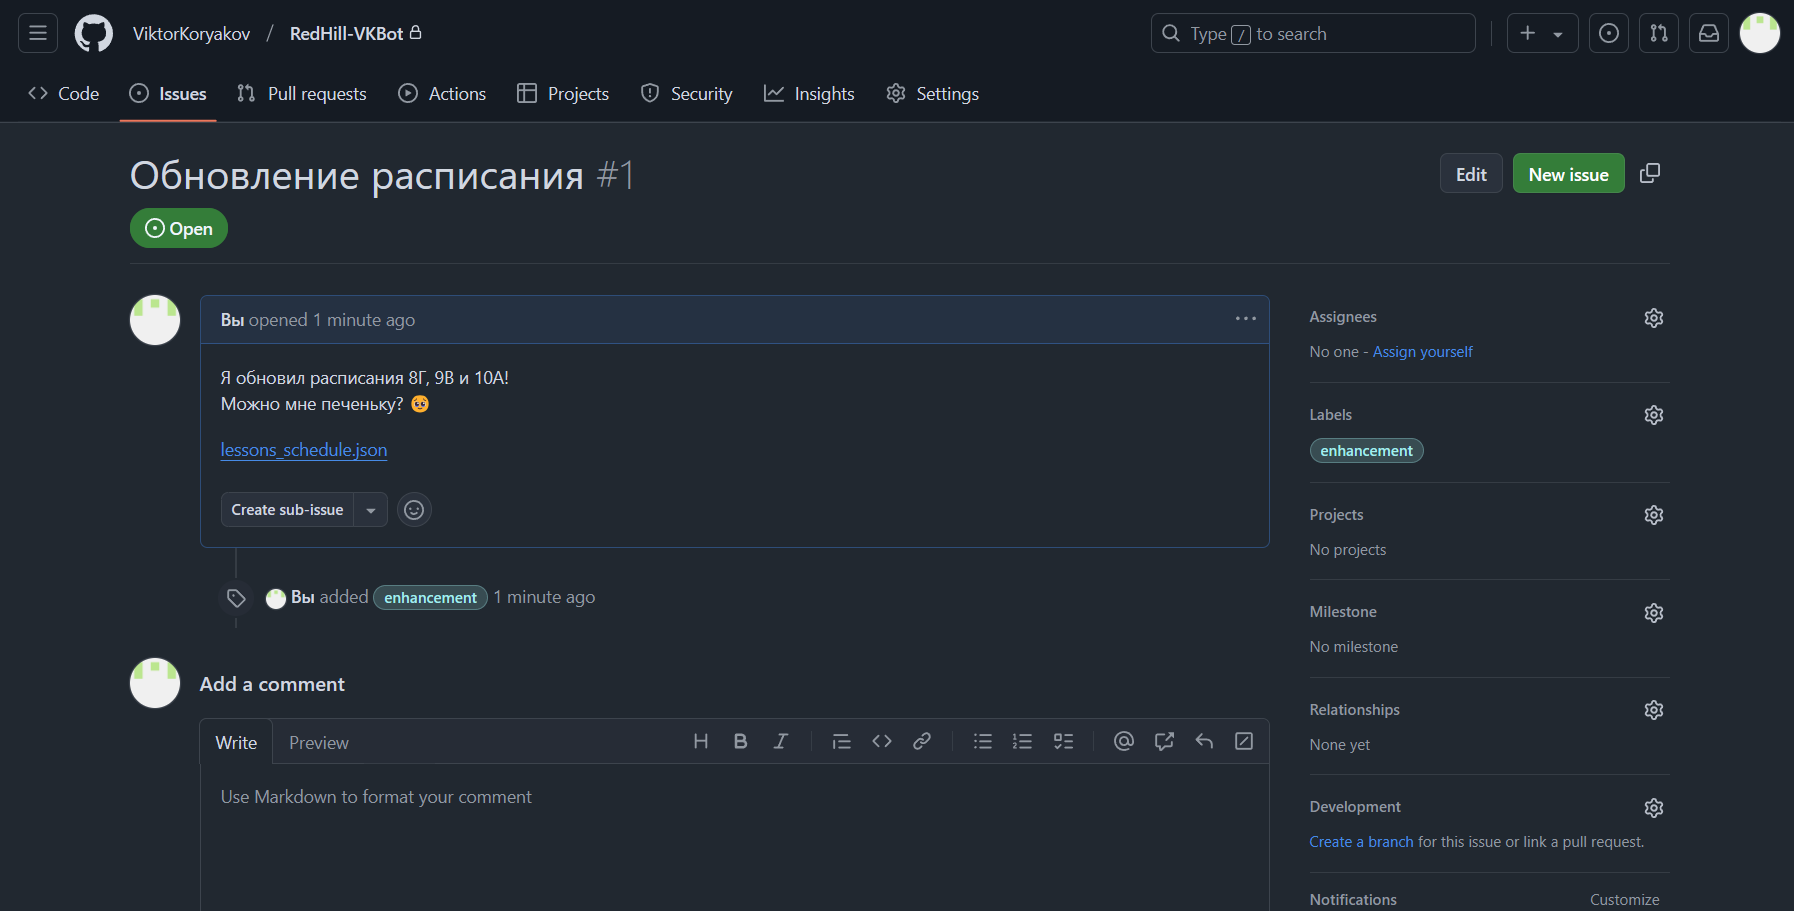 ViktorKoryakov / RedHill-VKBot
Type / to search
Code Issues Pull requests Actions Projects Security Insights Settings
Обновление расписания #1
Edit New issue
Open
Вы opened 1 minute ago
Я обновил расписания 8Г, 9В и 10А!
Можно мне печеньку? 🥺
lessons_schedule.json
Create sub-issue
Вы added enhancement 1 minute ago
Add a comment
Write Preview
Use Markdown to format your comment
Assignees
No one - Assign yourself
Labels
enhancement
Projects
No projects
Milestone
No milestone
Relationships
None yet
Development
Create a branch for this issue or link a pull request.
Notifications Customize